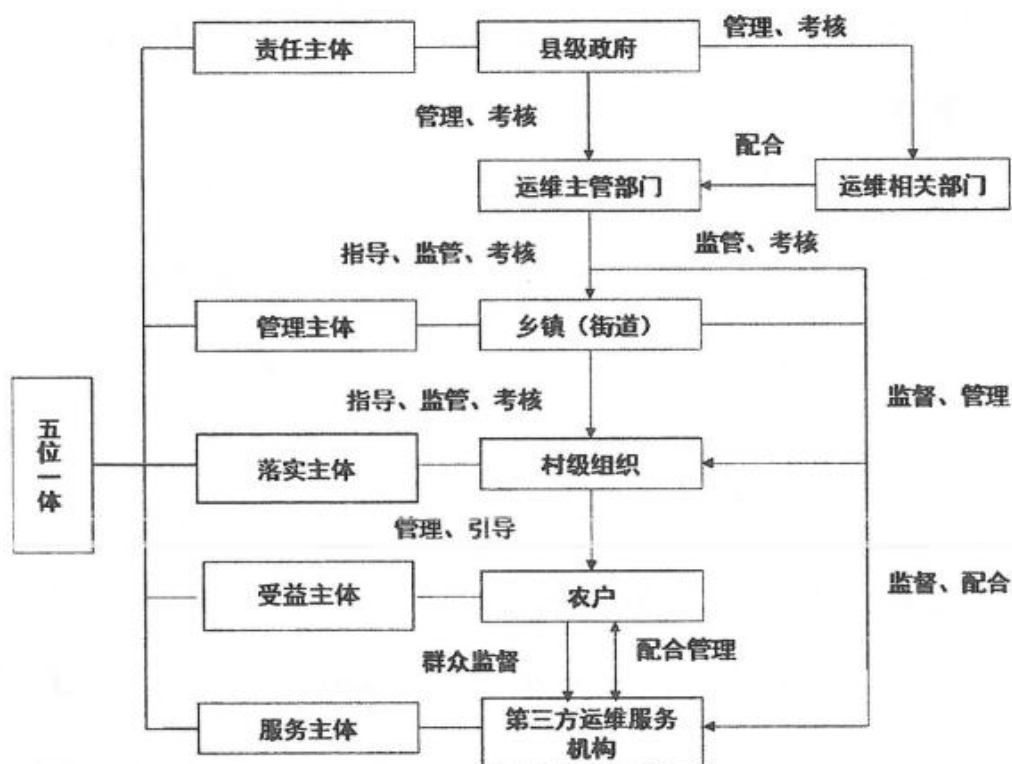 责任主体
县级政府
管理、考核
管理、考核
配合
运维主管部门
运维相关部门
指导、监管、考核
监管、考核
管理主体
乡镇（街道）
五位一体
指导、监管、考核
监督、管理
落实主体
村级组织
管理、引导
受益主体
农户
监督、配合
群众监督
配合管理
服务主体
第三方运维服务
机构